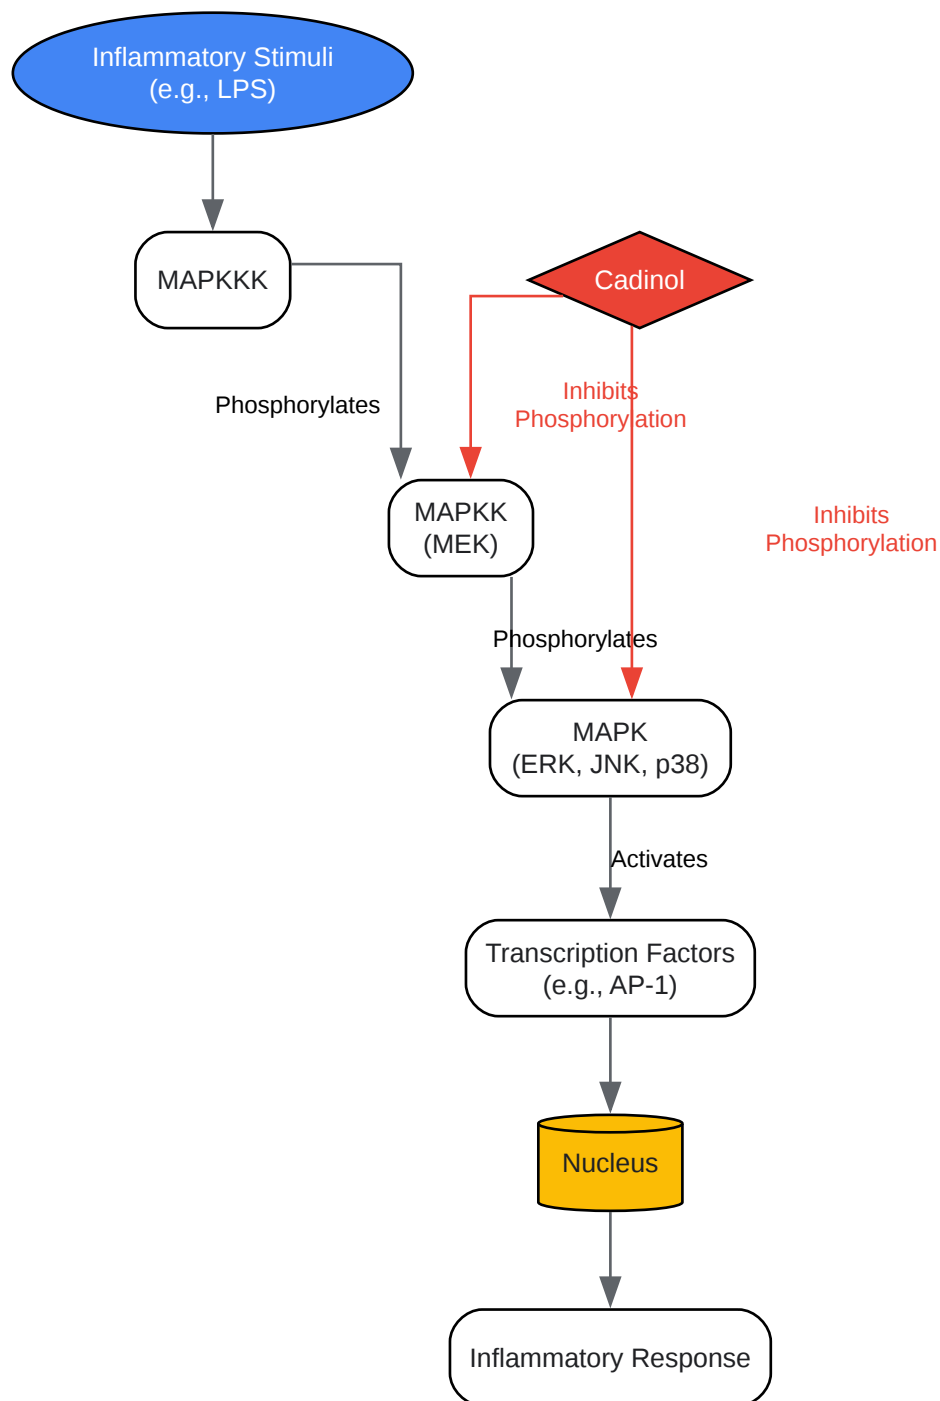 Inflammatory Stimuli
(e.g., LPS)
MAPKKK
Cadinol
Inhibits
Phosphorylation
Phosphorylates
MAPKK
(MEK)
Inhibits
Phosphorylation
Phosphorylates
MAPK
(ERK, JNK, p38)
Activates
Transcription Factors
(e.g., AP-1)
Nucleus
Inflammatory Response